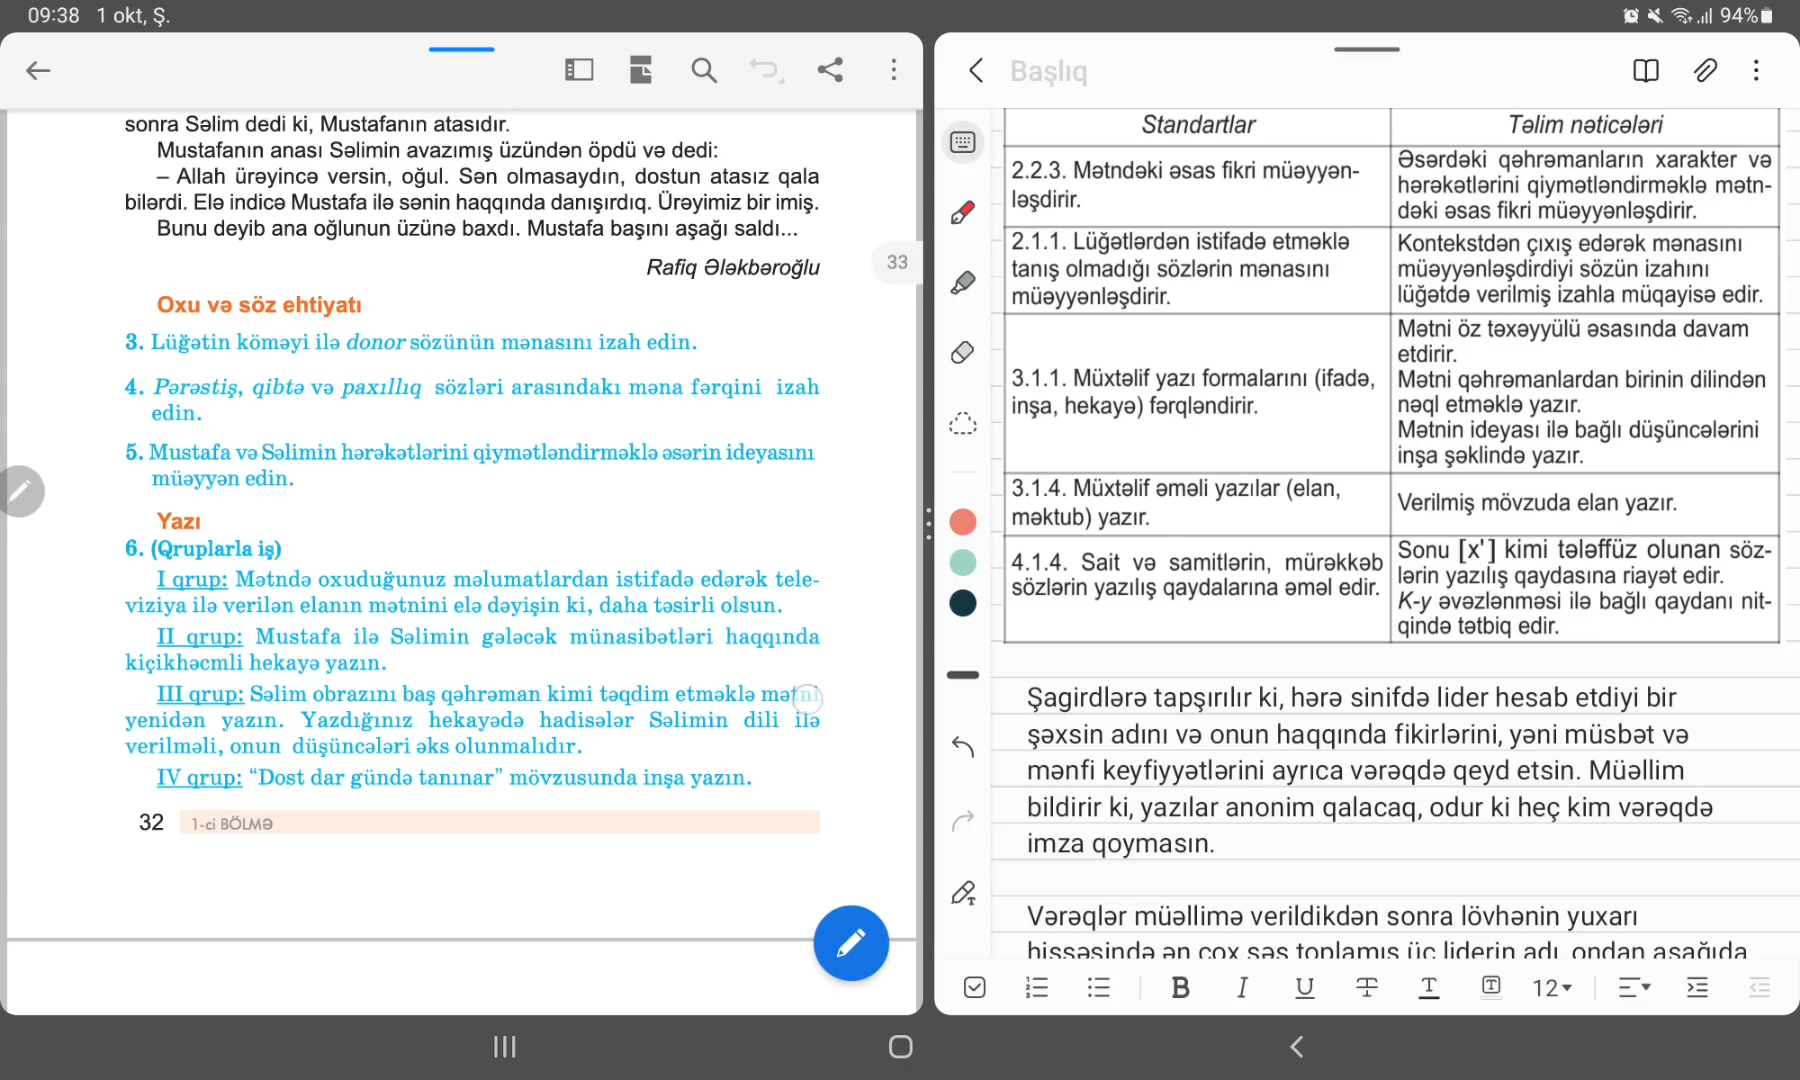 09:38 1 okt, Ş.
94%
sonra Səlim dedi ki, Mustafanın atasıdır.
Mustafanın anası Səlimin avazımış üzündən öpdü və dedi:
– Allah ürəyincə versin, oğul. Sən olmasaydın, dostun atasız qala
bilərdi. Elə indicə Mustafa ilə sənin haqqında danışırdıq. Ürəyimiz bir imiş.
Bunu deyib ana oğlunun üzünə baxdı. Mustafa başını aşağı saldı...
Rafiq Ələkbəroğlu
33
Oxu və söz ehtiyatı
3. Lüğətin köməyi ilə donor sözünün mənasını izah edin.
4. Pərəstiş, qibtə və paxıllıq sözləri arasındakı məna fərqini izah
edin.
5. Mustafa və Səlimin hərəkətlərini qiymətləndirməklə əsərin ideyasını
müəyyən edin.
Yazı
6. (Qruplarla iş)
I qrup: Mətndə oxuduğunuz məlumatlardan istifadə edərək tele-
viziya ilə verilən elanın mətnini elə dəyişin ki, daha təsirli olsun.
II qrup: Mustafa ilə Səlimin gələcək münasibətləri haqqında
kiçikhəcmli hekayə yazın.
III qrup: Səlim obrazını baş qəhrəman kimi təqdim etməklə mətni
yenidən yazın. Yazdığınız hekayədə hadisələr Səlimin dili ilə
verilməli, onun düşüncələri əks olunmalıdır.
IV qrup: “Dost dar gündə tanınar” mövzusunda inşa yazın.
32 1-ci BÖLMƏ
Başlıq
Standartlar
Təlim nəticələri
2.2.3. Mətndəki əsas fikri müəyyən-
ləşdirir.
Əsərdəki qəhrəmanların xarakter və
hərəkətlərini qiymətləndirməklə mətn-
dəki əsas fikri müəyyənləşdirir.
2.1.1. Lüğətlərdən istifadə etməklə
tanış olmadığı sözlərin mənasını
müəyyənləşdirir.
Kontekstdən çıxış edərək mənasını
müəyyənləşdirdiyi sözün izahını
lüğətdə verilmiş izahla müqayisə edir.
3.1.1. Müxtəlif yazı formalarını (ifadə,
inşa, hekayə) fərqləndirir.
Mətni öz təxəyyülü əsasında davam
etdirir.
Mətni qəhrəmanlardan birinin dilindən
nəql etməklə yazır.
Mətnin ideyası ilə bağlı düşüncələrini
inşa şəklində yazır.
3.1.4. Müxtəlif əməli yazılar (elan,
məktub) yazır.
Verilmiş mövzuda elan yazır.
4.1.4. Sait və samitlərin, mürəkkəb
sözlərin yazılış qaydalarına əməl edir.
Sonu [x'] kimi tələffüz olunan söz-
lərin yazılış qaydasına riayət edir.
K-y əvəzlənməsi ilə bağlı qaydanı nit-
qində tətbiq edir.
Şagirdlərə tapşırılır ki, hərə sinifdə lider hesab etdiyi bir
şəxsin adını və onun haqqında fikirlərini, yəni müsbət və
mənfi keyfiyyətlərini ayrıca vərəqdə qeyd etsin. Müəllim
bildirir ki, yazılar anonim qalacaq, odur ki heç kim vərəqdə
imza qoymasın.
Vərəqlər müəllimə verildikdən sonra lövhənin yuxarı
hissəsində ən çox səs toplamış üç liderin adı, ondan aşağıda
B I U T T T 12